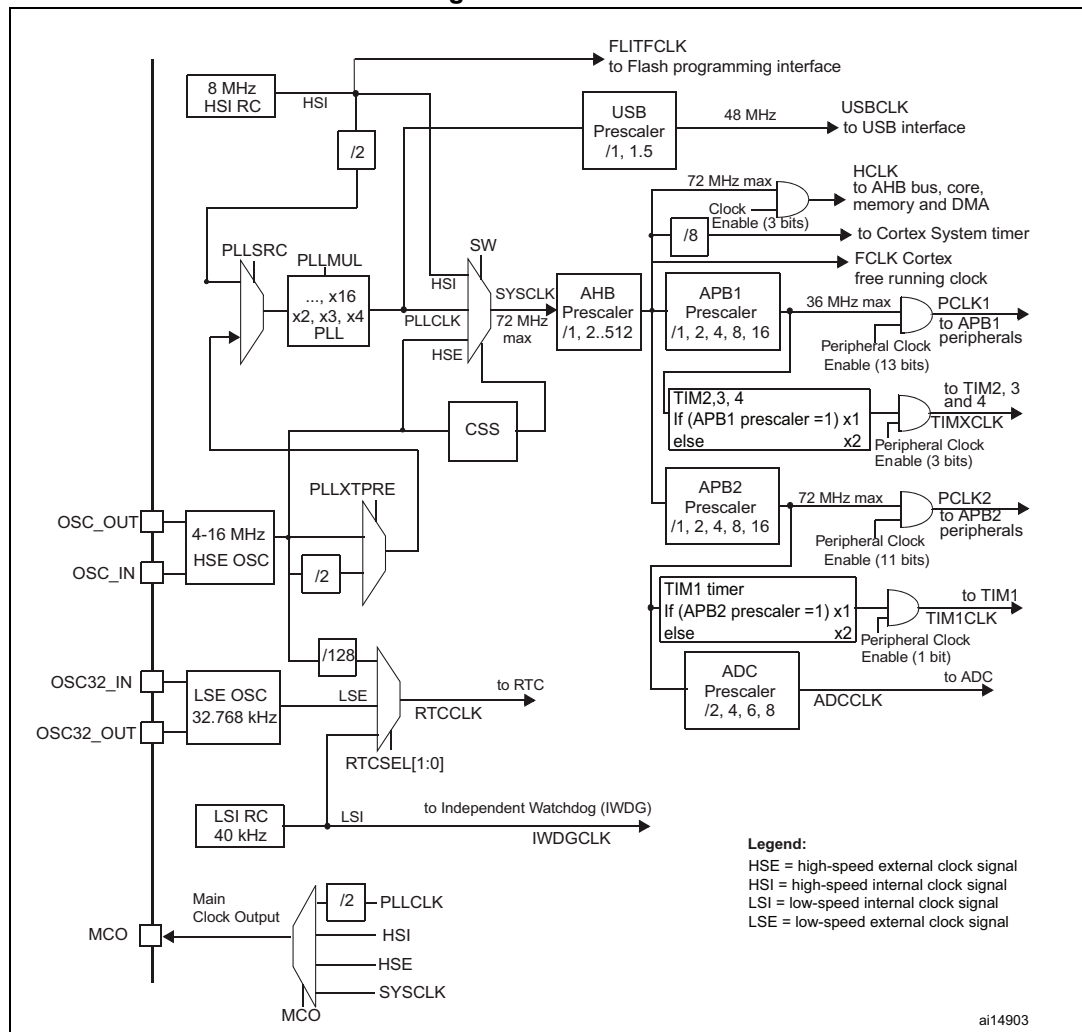 FLITFCLK
to Flash programming interface
8 MHz
HSI RC
HSI
/2
USB
Prescaler
/1, 1.5
48 MHz
USBCLK
to USB interface
72 MHz max
Clock
Enable (3 bits)
HCLK
to AHB bus, core,
memory and DMA
/8
to Cortex System timer
FCLK Cortex
free running clock
PLLSRC
PLLMUL
..., x16
x2, x3, x4
PLL
SW
HSI
PLLCLK
HSE
SYSCLK
72 MHz
max
AHB
Prescaler
/1, 2..512
APB1
Prescaler
/1, 2, 4, 8, 16
36 MHz max
PCLK1
to APB1
peripherals
Peripheral Clock
Enable (13 bits)
TIM2,3, 4
If (APB1 prescaler =1) x1
else x2
to TIM2, 3
and 4
TIMXCLK
Peripheral Clock
Enable (3 bits)
CSS
PLLXTPRE
OSC_OUT
OSC_IN
4-16 MHz
HSE OSC
/2
APB2
Prescaler
/1, 2, 4, 8, 16
72 MHz max
PCLK2
to APB2
peripherals
Peripheral Clock
Enable (11 bits)
TIM1 timer
If (APB2 prescaler =1) x1
else x2
to TIM1
TIM1CLK
Peripheral Clock
Enable (1 bit)
ADC
Prescaler
/2, 4, 6, 8
to ADC
ADCCLK
/128
OSC32_IN
OSC32_OUT
LSE OSC
32.768 kHz
LSE
to RTC
RTCCLK
RTCSEL[1:0]
LSI RC
40 kHz
LSI
to Independent Watchdog (IWDG)
IWDGCLK
Legend:
HSE = high-speed external clock signal
HSI = high-speed internal clock signal
LSI = low-speed internal clock signal
LSE = low-speed external clock signal
Main
Clock Output
MCO
/2
PLLCLK
HSI
HSE
SYSCLK
MCO
ai14903